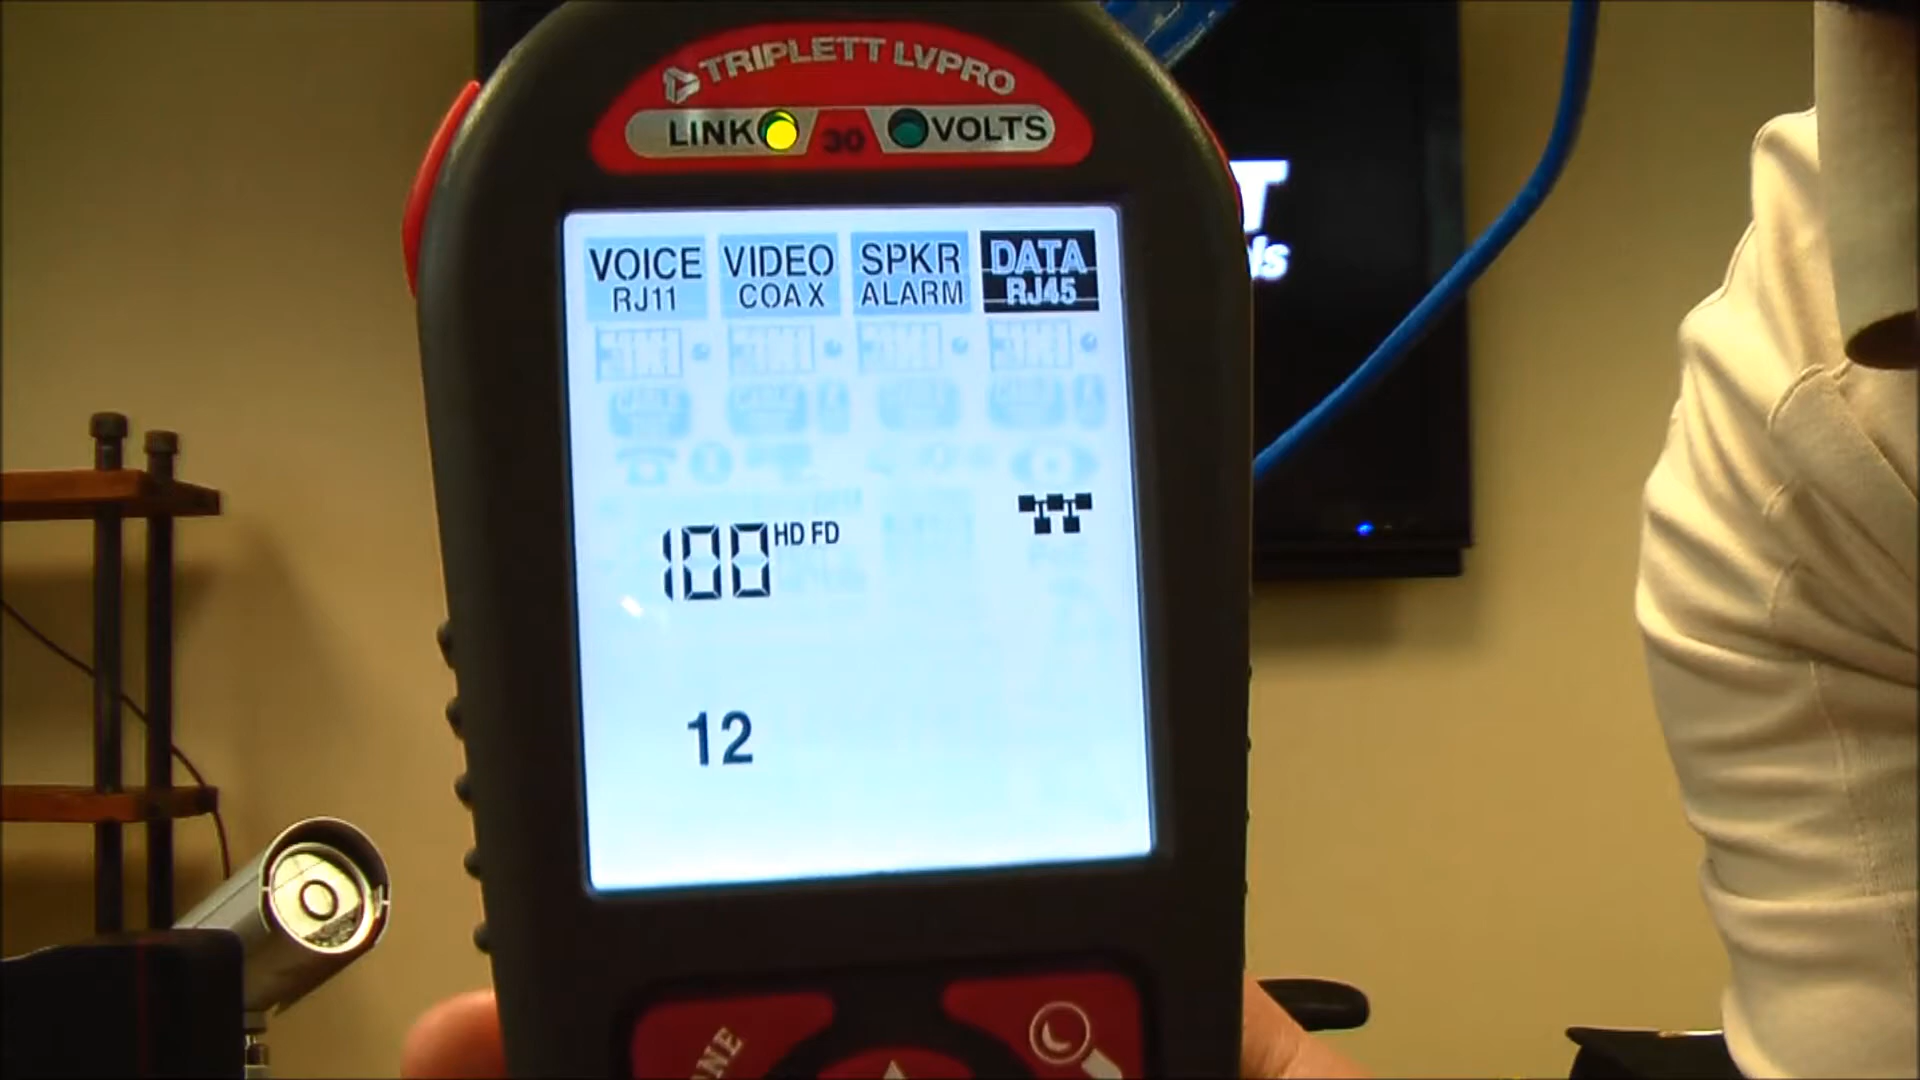 TRIPLETT LVPRO
LINK 30 VOLTS
VOICE VIDEO SPKR DATA
RJ11 COAX ALARM RJ45
100 HD FD
12